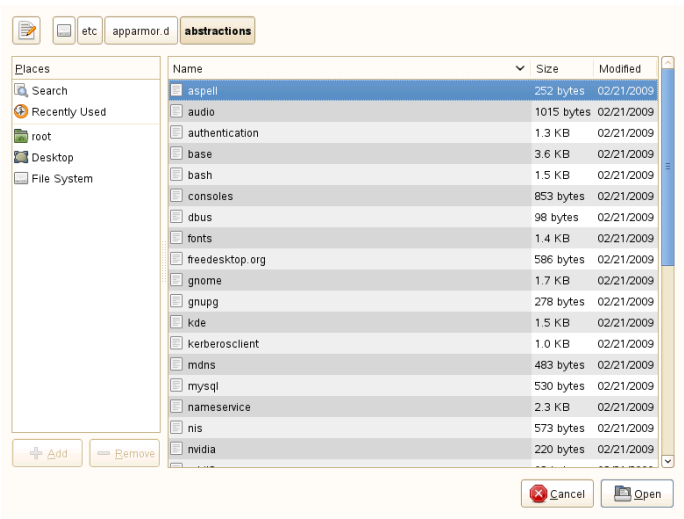 etc apparmor.d abstractions
Places Name Size Modified
Search aspell 252 bytes 02/21/2009
Recently Used audio 1015 bytes 02/21/2009
authentication 1.3 KB 02/21/2009
root
base 3.6 KB 02/21/2009
Desktop
bash 1.5 KB 02/21/2009
File System
consoles 853 bytes 02/21/2009
dbus 98 bytes 02/21/2009
fonts 1.4 KB 02/21/2009
freedesktop.org 586 bytes 02/21/2009
gnome 1.7 KB 02/21/2009
gnupg 278 bytes 02/21/2009
kde 1.5 KB 02/21/2009
kerberosclient 1.0 KB 02/21/2009
mdns 483 bytes 02/21/2009
mysql 530 bytes 02/21/2009
nameservice 2.3 KB 02/21/2009
nis 573 bytes 02/21/2009
Add Remove nvidia 220 bytes 02/21/2009
Cancel Open